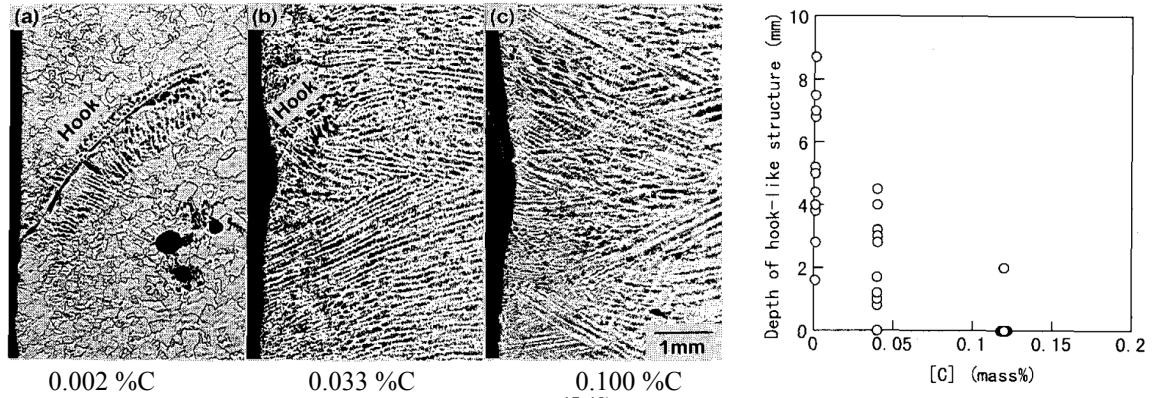 (a)
Hook
(b)
Hook
(c)
1mm
0.002 %C
0.033 %C
0.100 %C
Depth of hook-like structure (mm)
10
8
6
4
2
0
0
0.05
0.10
0.15
0.2
[C] (mass%)